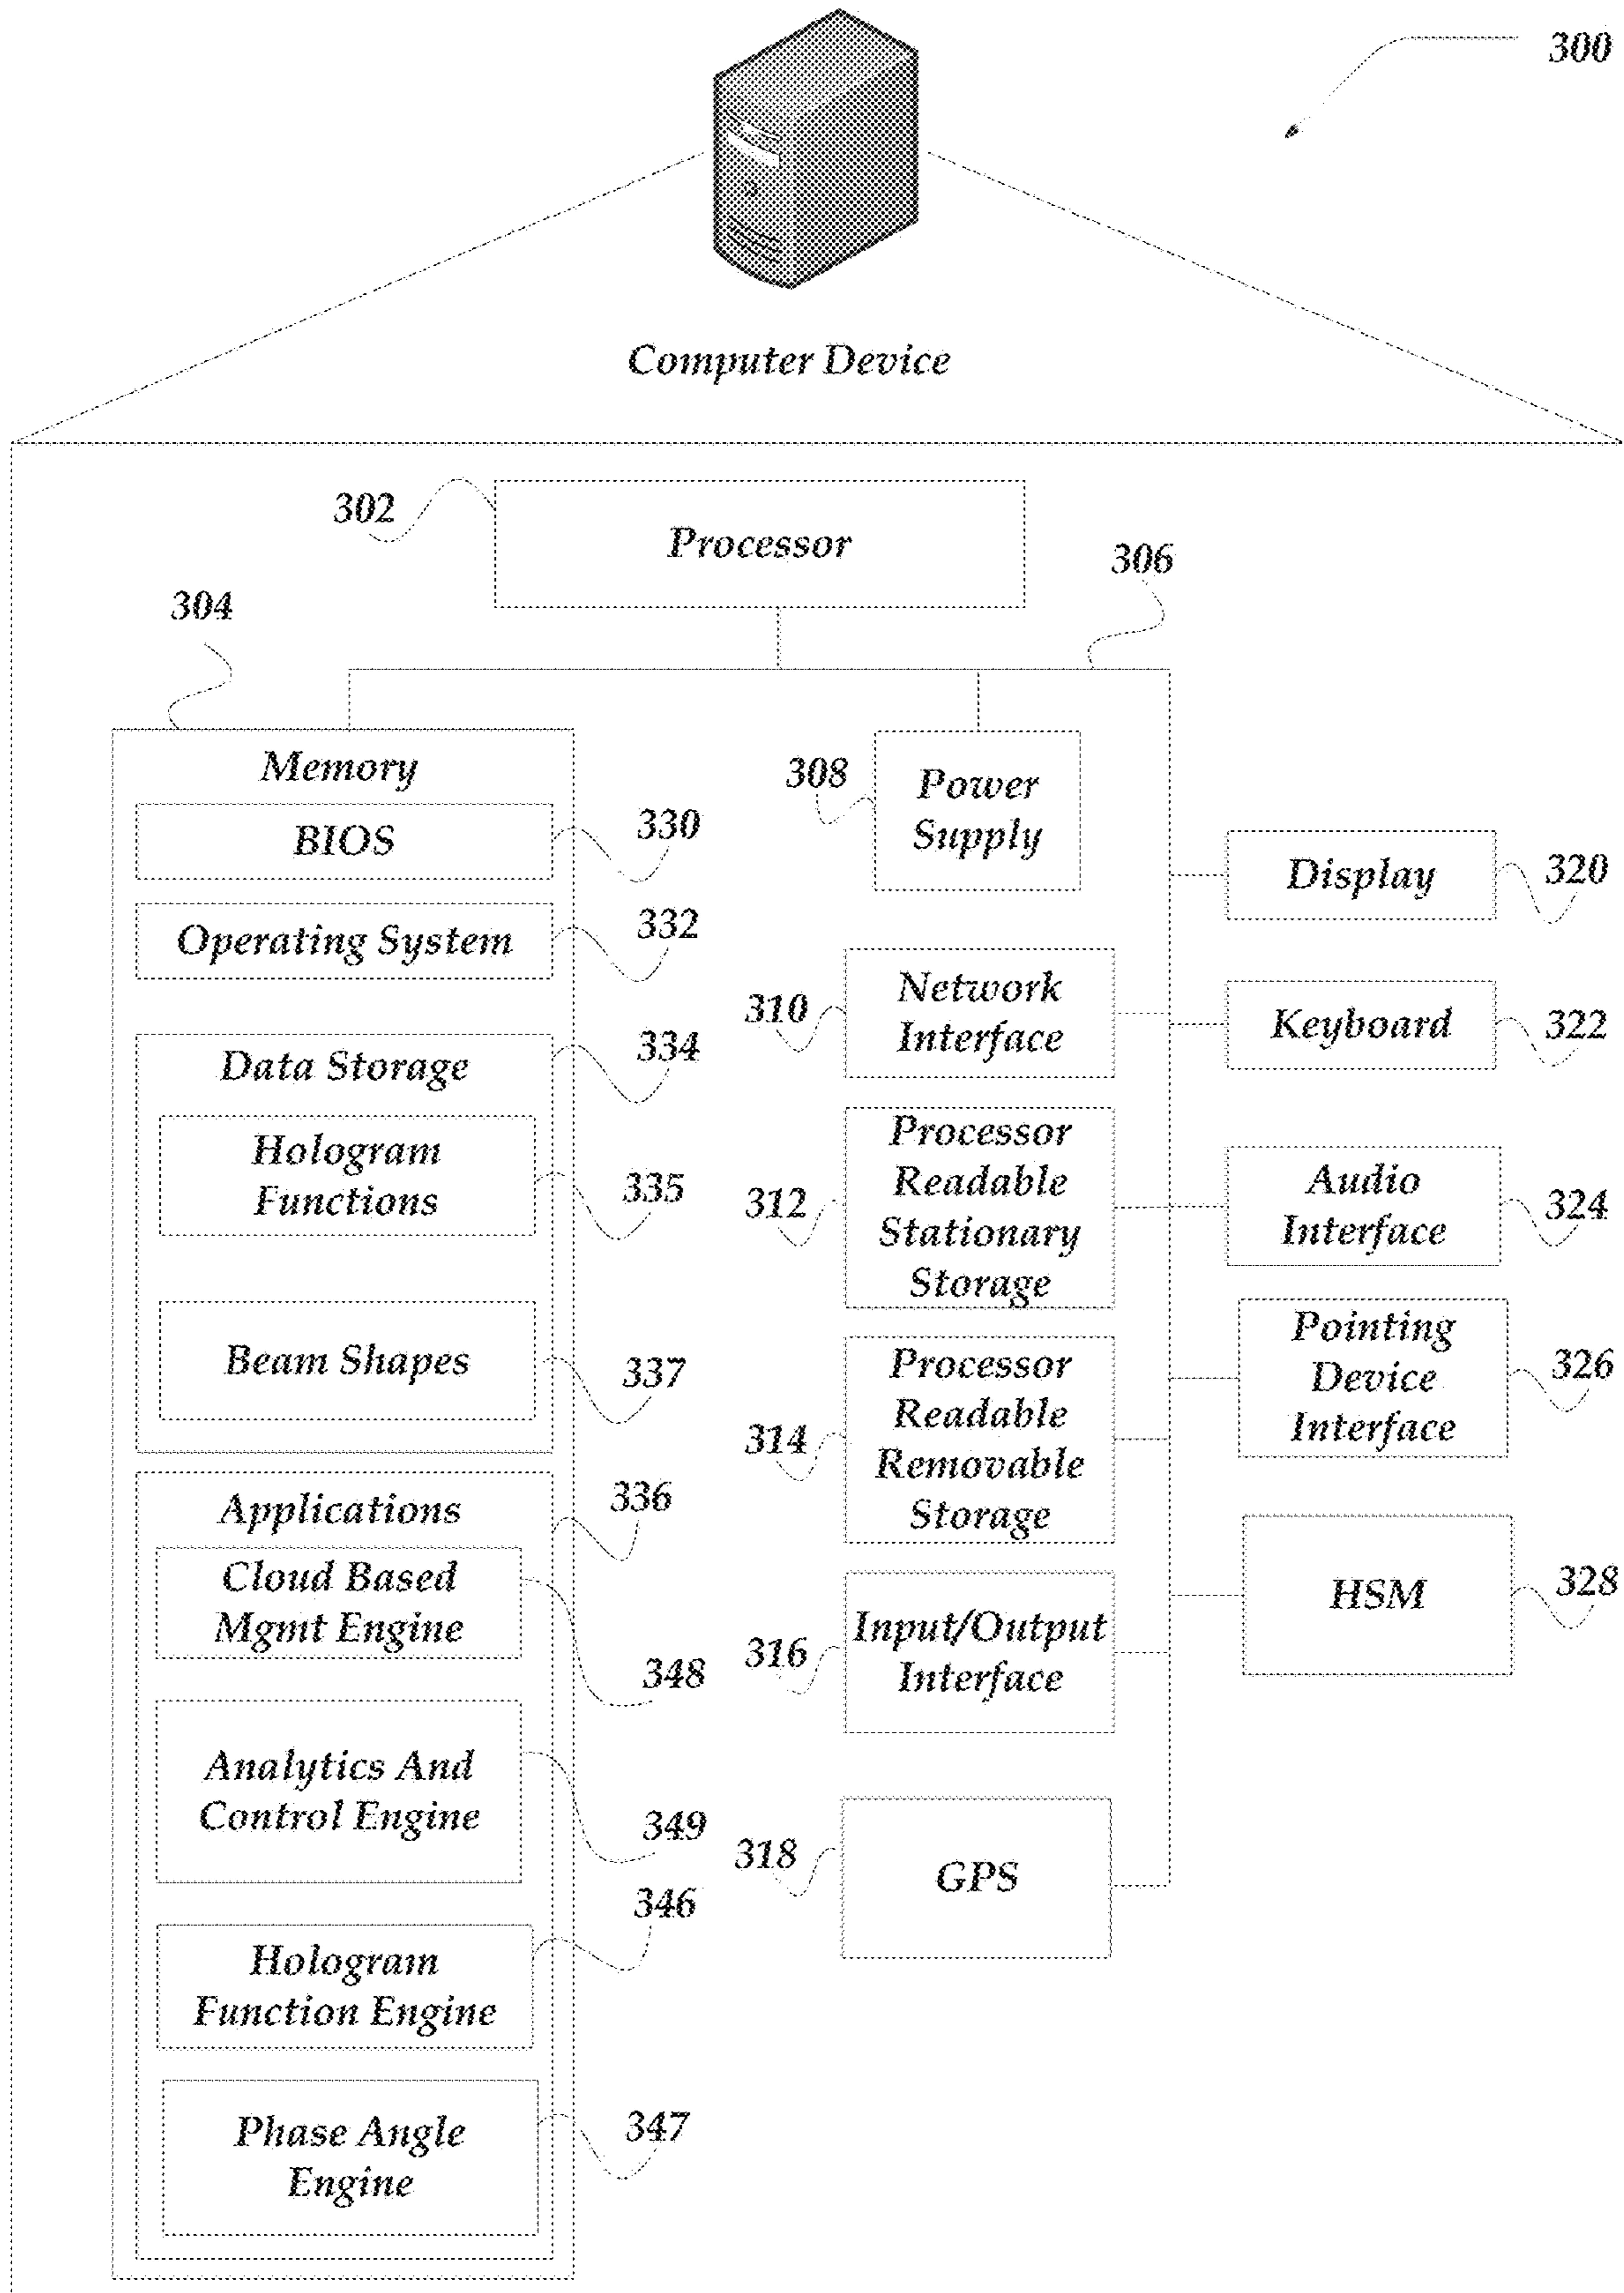 300
Computer Device
302
Processor
306
304
Memory
BIOS
330
Operating System
332
Data Storage
334
Hologram
Functions
335
Beam Shapes
337
Applications
336
Cloud Based
Mgmt Engine
348
Analytics And
Control Engine
349
Hologram
Function Engine
346
Phase Angle
Engine
347
308
Power
Supply
310
Network
Interface
312
Processor
Readable
Stationary
Storage
314
Processor
Readable
Removable
Storage
316
Input/Output
Interface
318
GPS
Display
320
Keyboard
322
Audio
Interface
324
Pointing
Device
Interface
326
HSM
328